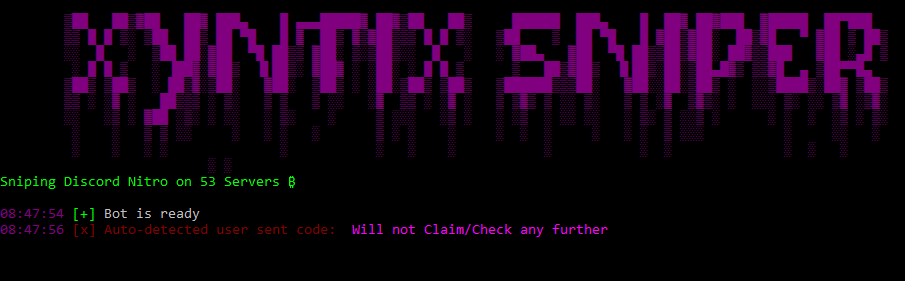 XYNTIX SNIPER
Sniping Discord Nitro on 53 Servers ₿
08:47:54 [+] Bot is ready
08:47:56 [x] Auto-detected user sent code: Will not Claim/Check any further